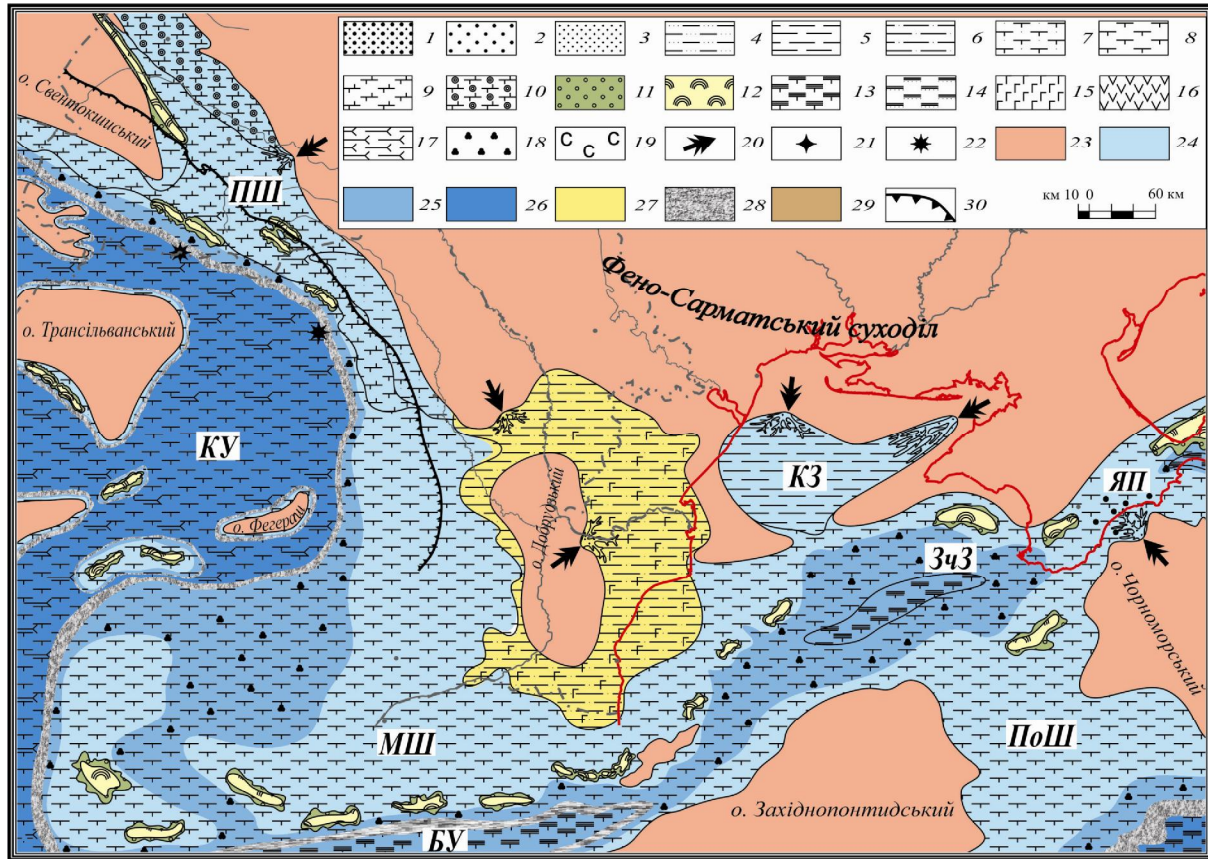 1 2 3 4 5 6 7 8
9 10 11 12 13 14 15 16
C C C
17 18 19 20 21 22 23 24
км 10 0 60 км
25 26 27 28 29 30
о. Свентокшиський
ПШ
Фено-Сарматський суходіл
о. Трансільванський
КУ
КЗ
ЯП
о. Фегераш
о. Добруджський
ЗчЗ
о. Чорноморський
МШ
ПоШ
о. Західнопонтидський
БУ